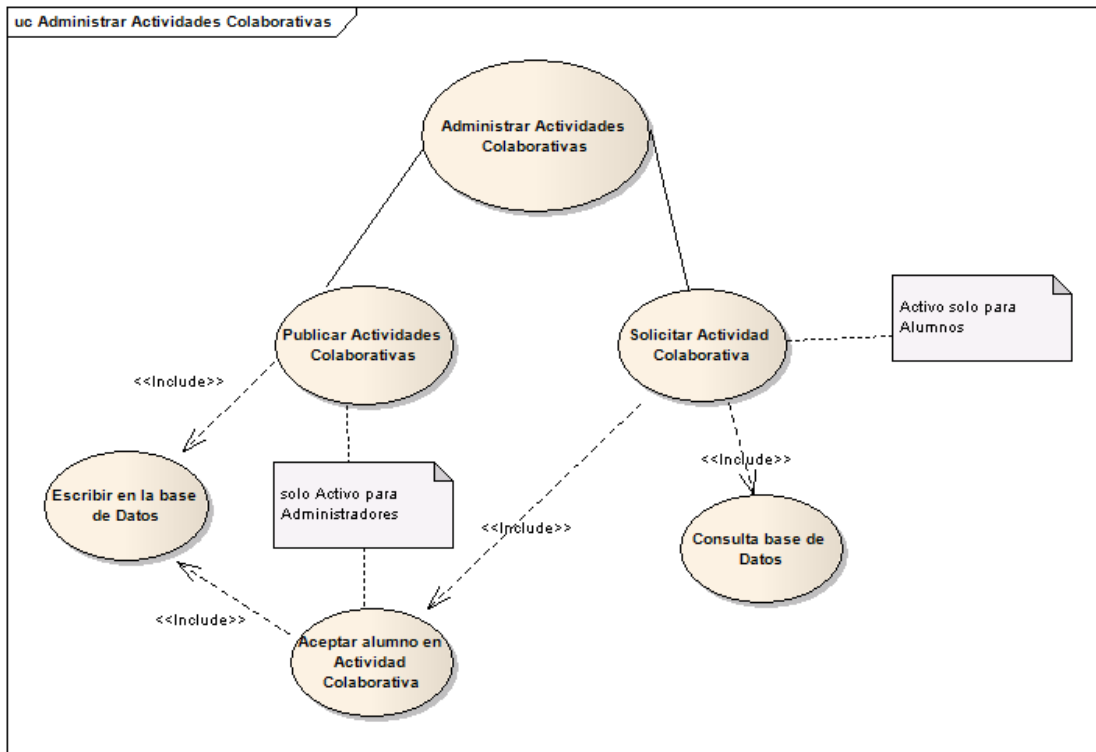 uc Administrar Actividades Colaborativas
Administrar Actividades
Colaborativas
Publicar Actividades
Colaborativas
Solicitar Actividad
Colaborativa
Activo solo para
Alumnos
<<Include>>
<<Include>>
Escribir en la base
de Datos
solo Activo para
Administradores
<<Include>>
Consulta base de
Datos
<<Include>>
Aceptar alumno en
Actividad
Colaborativa